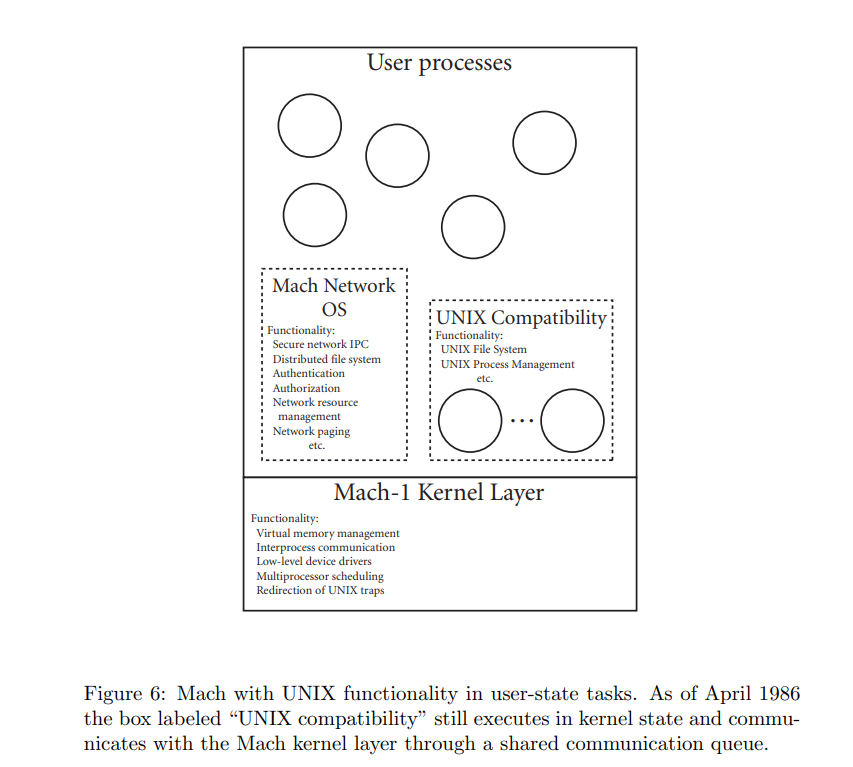 User processes
Mach Network
OS
Functionality:
Secure network IPC
Distributed file system
Authentication
Authorization
Network resource
management
Network paging
etc.
UNIX Compatibility
Functionality:
UNIX File System
UNIX Process Management
etc.
...
Mach-1 Kernel Layer
Functionality:
Virtual memory management
Interprocess communication
Low-level device drivers
Multiprocessor scheduling
Redirection of UNIX traps
Figure 6: Mach with UNIX functionality in user-state tasks. As of April 1986
the box labeled “UNIX compatibility” still executes in kernel state and commu-
nicates with the Mach kernel layer through a shared communication queue.